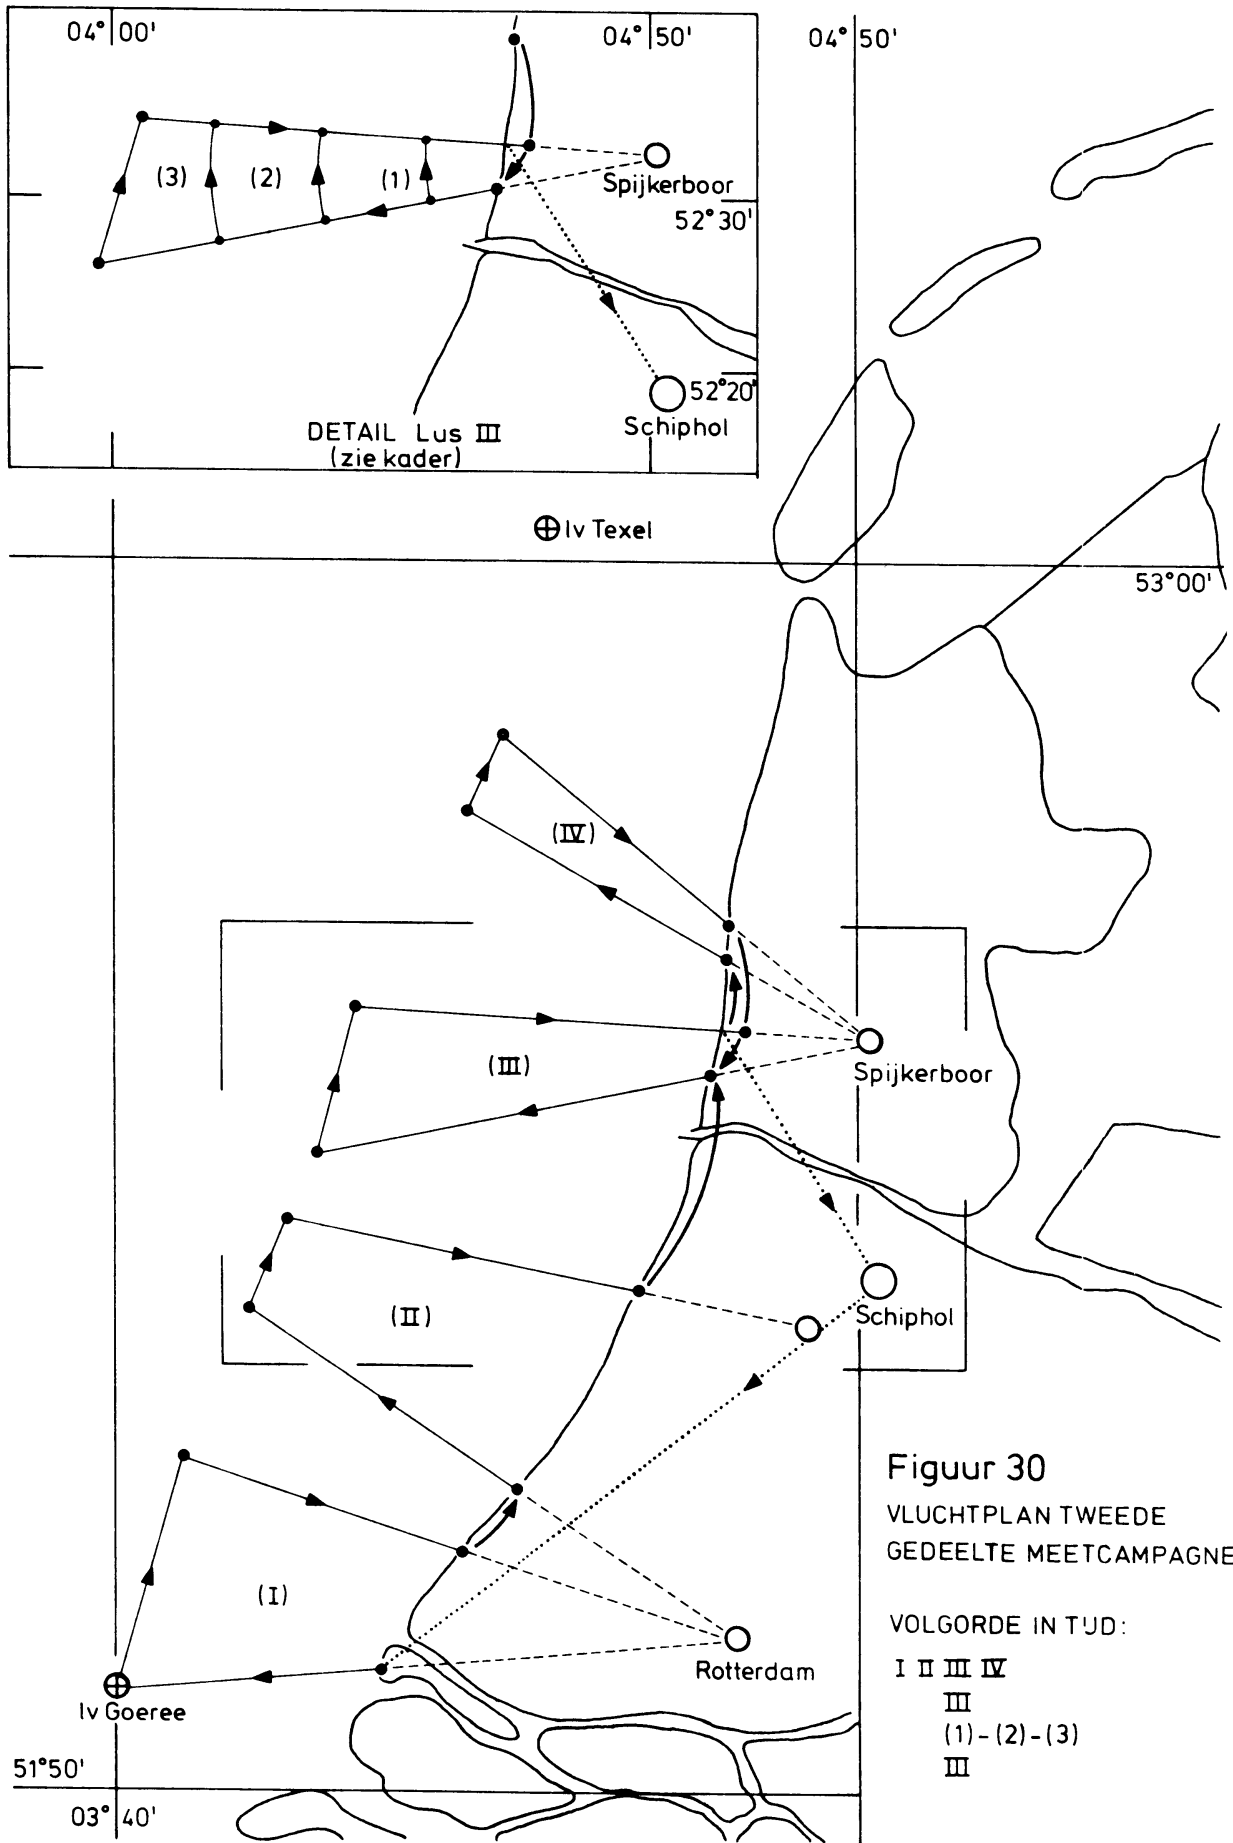 04° 00'
04° 50'
04° 50'
(3)
(2)
(1)
Spijkerboor
52° 30'
52° 20'
Schiphol
DETAIL Lus III
(zie kader)
lv Texel
53° 00'
(IV)
(III)
Spijkerboor
(II)
Schiphol
(I)
Rotterdam
lv Goeree
51° 50'
03° 40'
Figuur 30
VLUCHTPLAN TWEEDE
GEDEELTE MEETCAMPAGNE
VOLGORDE IN TIJD:
I II III IV
III
(1)-(2)-(3)
III